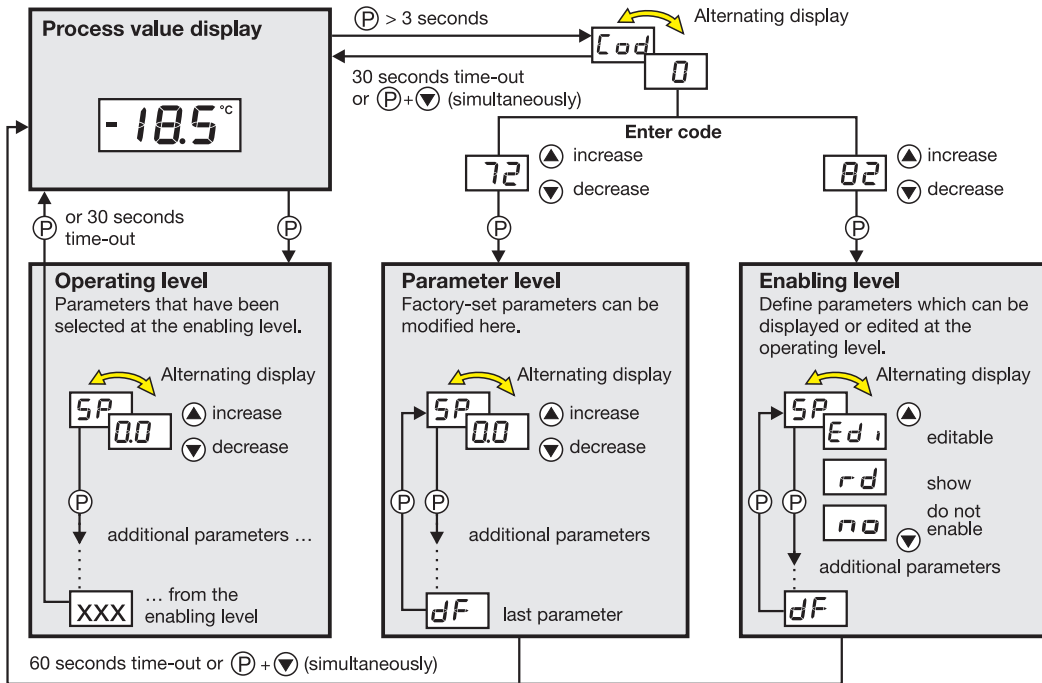 Process value display
-18.5 °C
P > 3 seconds
30 seconds time-out
or P + ▼ (simultaneously)
Alternating display
Cod
0
Enter code
72
▲ increase
▼ decrease
82
▲ increase
▼ decrease
P or 30 seconds
time-out
P
P
P
Operating level
Parameters that have been
selected at the enabling level.
Alternating display
SP
0.0
▲ increase
▼ decrease
P
additional parameters ...
xxx
... from the
enabling level
Parameter level
Factory-set parameters can be
modified here.
Alternating display
SP
0.0
▲ increase
▼ decrease
P
P
additional parameters
dF
last parameter
Enabling level
Define parameters which can be
displayed or edited at the
operating level.
Alternating display
SP
Edi
▲
editable
rd
show
no
do not
enable
▼
P
P
additional parameters
dF
60 seconds time-out or P + ▼ (simultaneously)